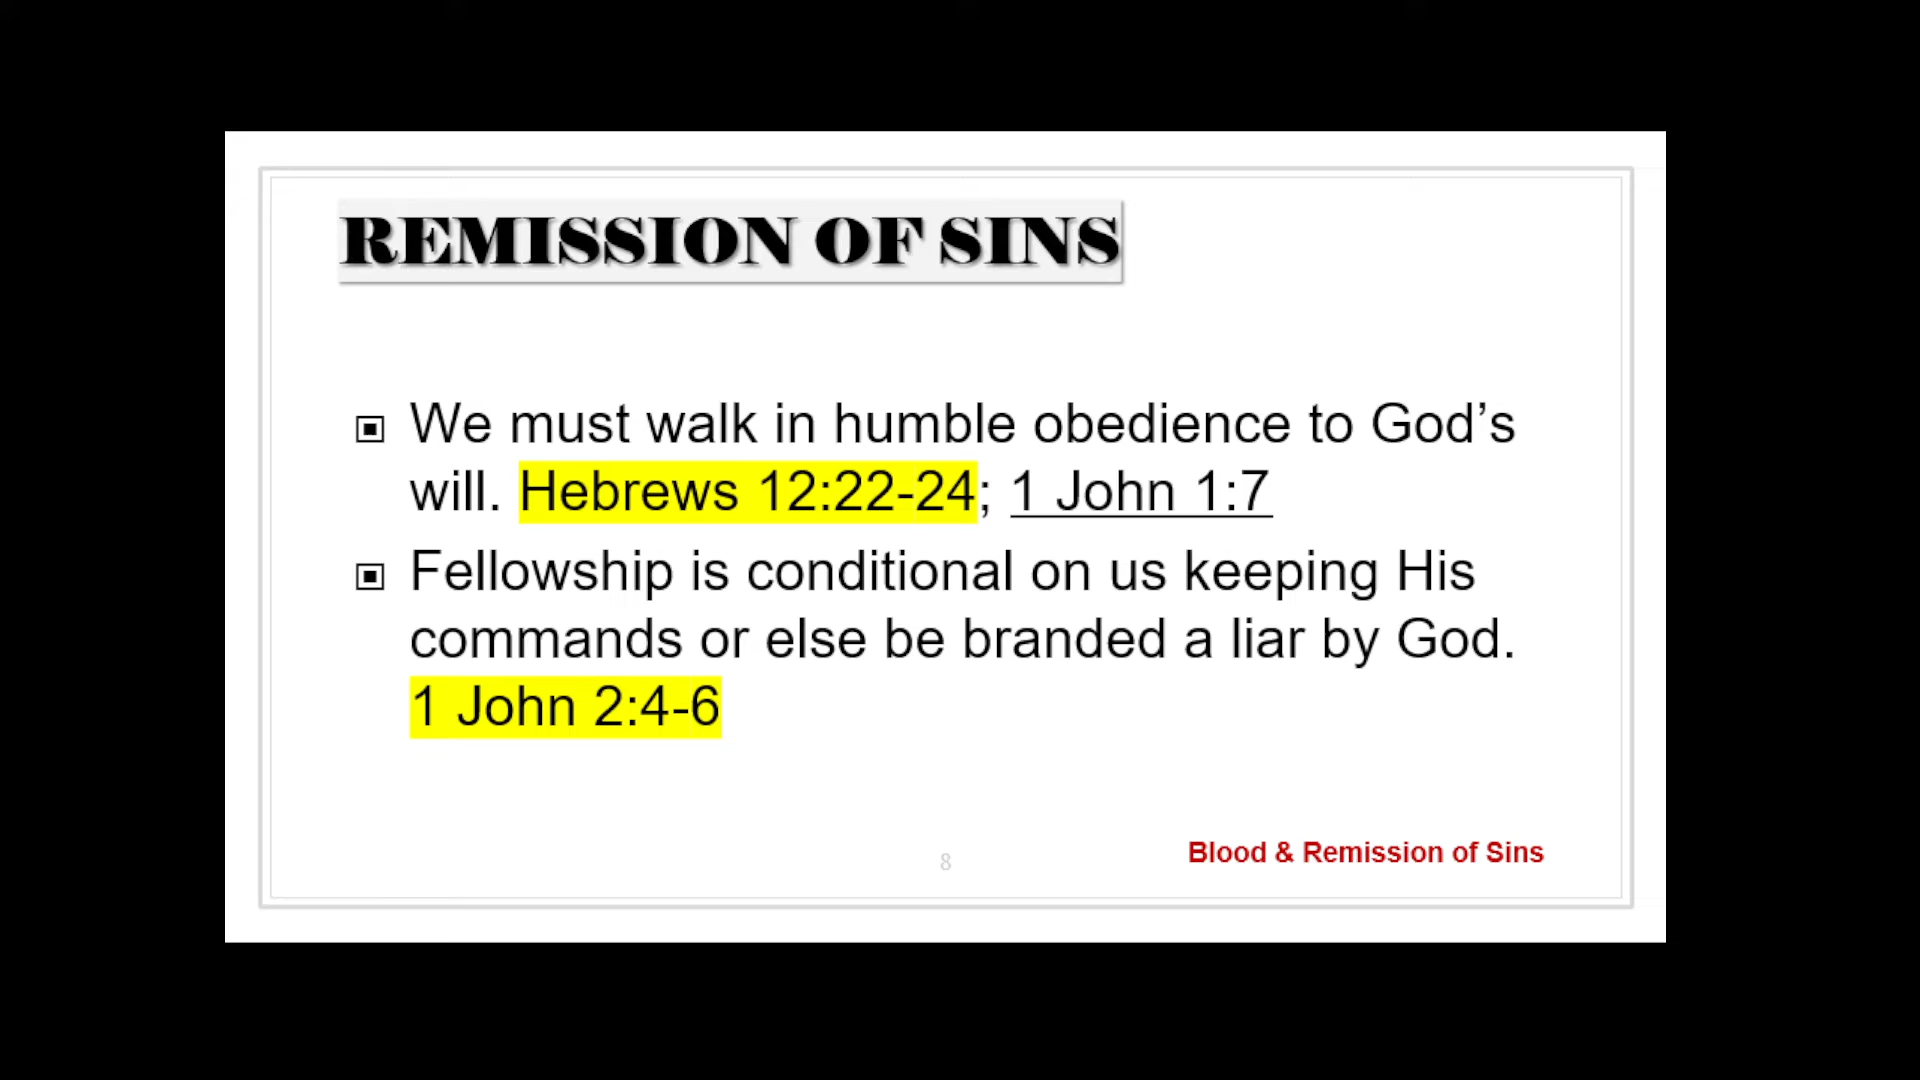 REMISSION OF SINS
We must walk in humble obedience to God’s
will. Hebrews 12:22-24; 1 John 1:7
Fellowship is conditional on us keeping His
commands or else be branded a liar by God.
1 John 2:4-6
8
Blood & Remission of Sins